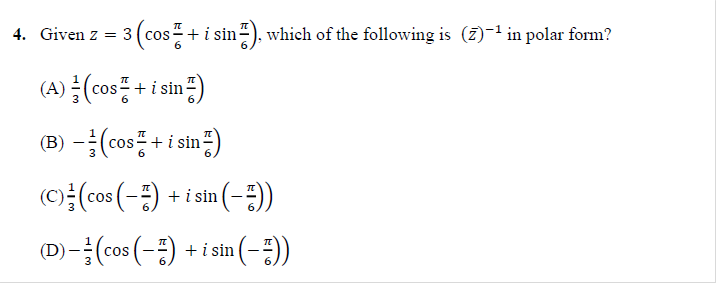 4. Given z = 3 (cos π/6 + i sin π/6), which of the following is (z̄)⁻¹ in polar form?
(A) 1/3 (cos π/6 + i sin π/6)
(B) −1/3 (cos π/6 + i sin π/6)
(C) 1/3 (cos (−π/6) + i sin (−π/6))
(D) −1/3 (cos (−π/6) + i sin (−π/6))